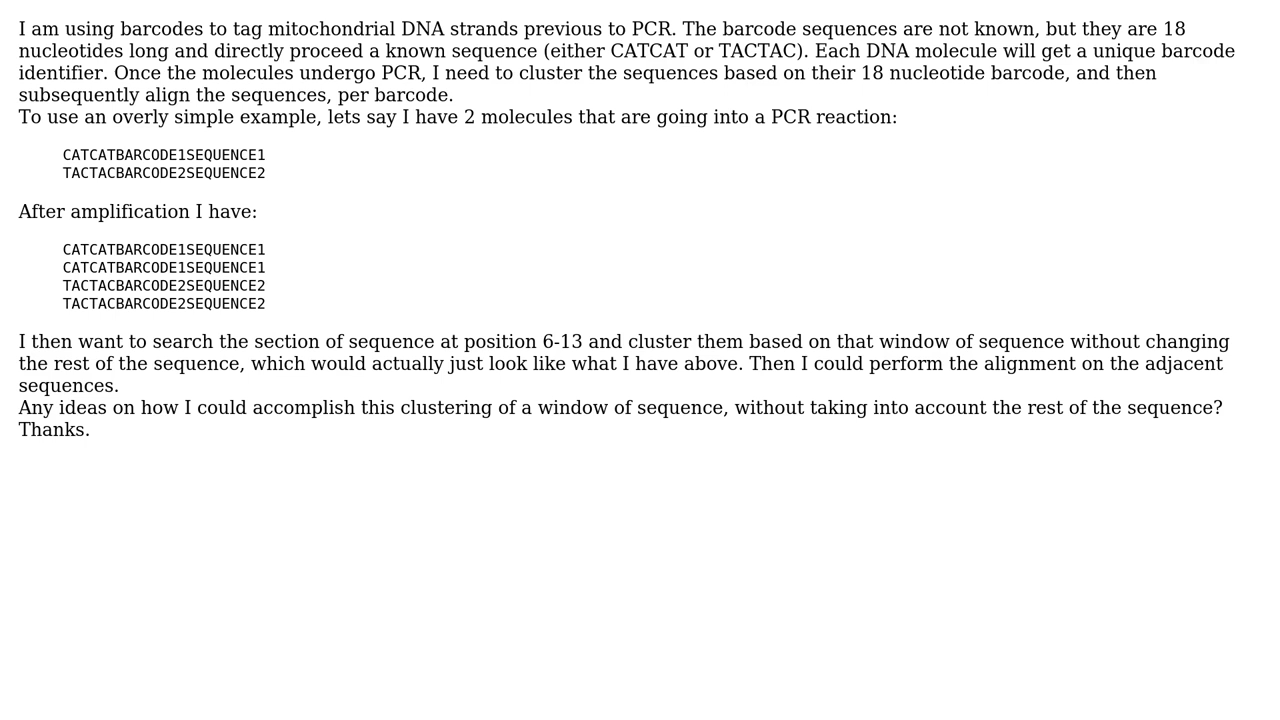 I am using barcodes to tag mitochondrial DNA strands previous to PCR. The barcode sequences are not known, but they are 18
nucleotides long and directly proceed a known sequence (either CATCAT or TACTAC). Each DNA molecule will get a unique barcode
identifier. Once the molecules undergo PCR, I need to cluster the sequences based on their 18 nucleotide barcode, and then
subsequently align the sequences, per barcode.
To use an overly simple example, lets say I have 2 molecules that are going into a PCR reaction:
CATCATBARCODE1SEQUENCE1
TACTACBARCODE2SEQUENCE2
After amplification I have:
CATCATBARCODE1SEQUENCE1
CATCATBARCODE1SEQUENCE1
TACTACBARCODE2SEQUENCE2
TACTACBARCODE2SEQUENCE2
I then want to search the section of sequence at position 6-13 and cluster them based on that window of sequence without changing
the rest of the sequence, which would actually just look like what I have above. Then I could perform the alignment on the adjacent
sequences.
Any ideas on how I could accomplish this clustering of a window of sequence, without taking into account the rest of the sequence?
Thanks.